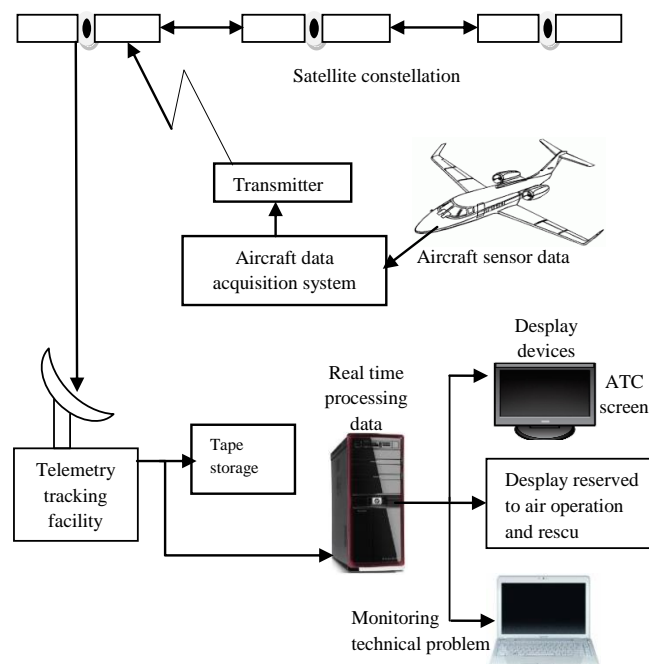 Satellite constellation
Transmitter
Aircraft data
acquisition system
Aircraft sensor data
Desplay
devices
ATC
screen
Real time
processing
data
Tape
storage
Telemetry
tracking
facility
Desplay reserved
to air operation
and rescu
Monitoring
technical problem